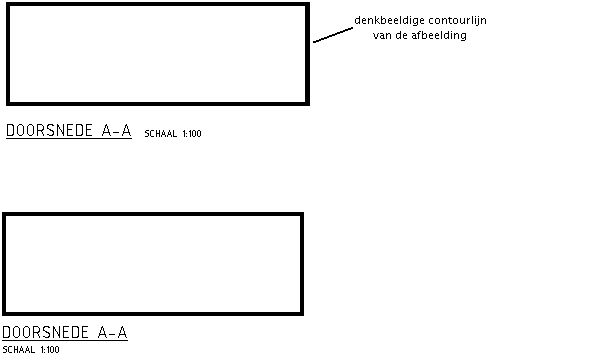 denkbeeldige contourlijn
van de afbeelding
DOORSNEDE A-A SCHAAL 1:100
DOORSNEDE A-A
SCHAAL 1:100